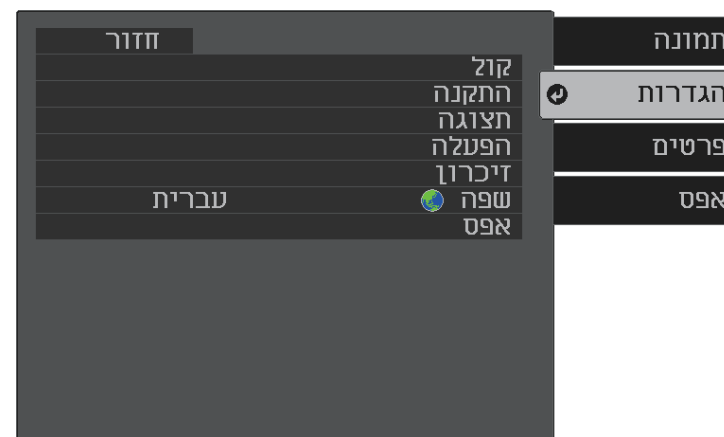 תמונה
הגדרות
פרטים
אפס
חזור
קול
התקנה
תצוגה
הפעלה
זיכרון
שפה עברית
אפס